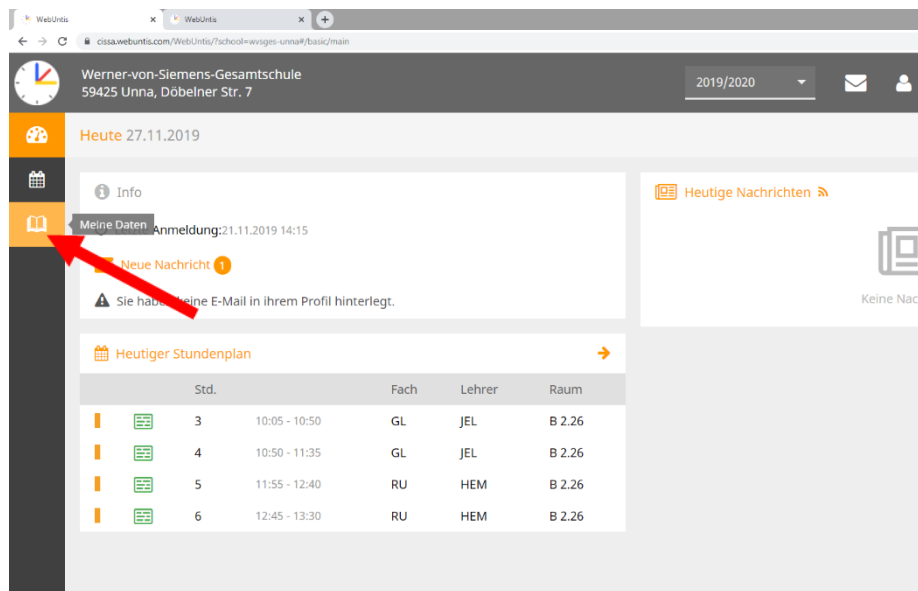 WebUntis × WebUntis ×
cissa.webuntis.com/WebUntis/?school=wvsges-unna#/basic/main
Werner-von-Siemens-Gesamtschule
59425 Unna, Döbelner Str. 7
2019/2020
Heute 27.11.2019
Info
Heutige Nachrichten
Meine Daten
Anmeldung:21.11.2019 14:15
Neue Nachricht 1
Sie habe keine E-Mail in ihrem Profil hinterlegt.
Keine Nac
Heutiger Stundenplan
Std. Fach Lehrer Raum
3 10:05 - 10:50 GL JEL B 2.26
4 10:50 - 11:35 GL JEL B 2.26
5 11:55 - 12:40 RU HEM B 2.26
6 12:45 - 13:30 RU HEM B 2.26